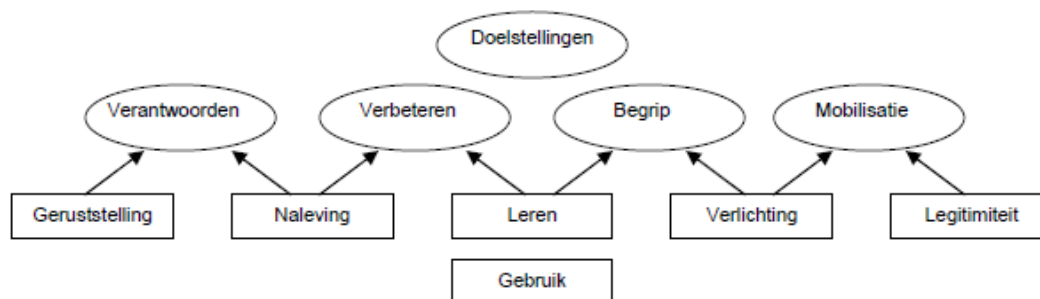 Doelstellingen
Verantwoorden Verbeteren Begrip Mobilisatie
Geruststelling Naleving Leren Verlichting Legitimiteit
Gebruik